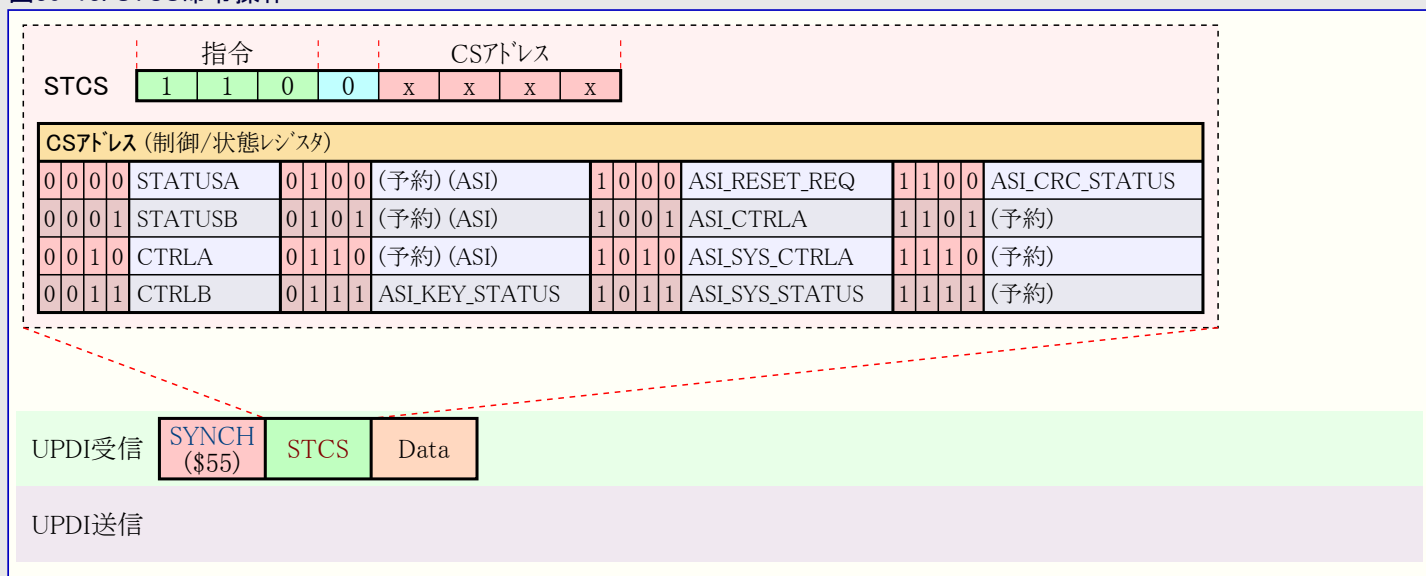 指令 CSアドレス
STCS 1 1 0 0 x x x x
CSアドレス (制御/状態レジスタ)
0 0 0 0 STATUSA 0 1 0 0 (予約) (ASI) 1 0 0 0 ASI_RESET_REQ 1 1 0 0 ASI_CRC_STATUS
0 0 0 1 STATUSB 0 1 0 1 (予約) (ASI) 1 0 0 1 ASI_CTRLA 1 1 0 1 (予約)
0 0 1 0 CTRLA 0 1 1 0 (予約) (ASI) 1 0 1 0 ASI_SYS_CTRLA 1 1 1 0 (予約)
0 0 1 1 CTRLB 0 1 1 1 ASI_KEY_STATUS 1 0 1 1 ASI_SYS_STATUS 1 1 1 1 (予約)
UPDI受信 SYNCH ($55) STCS Data
UPDI送信